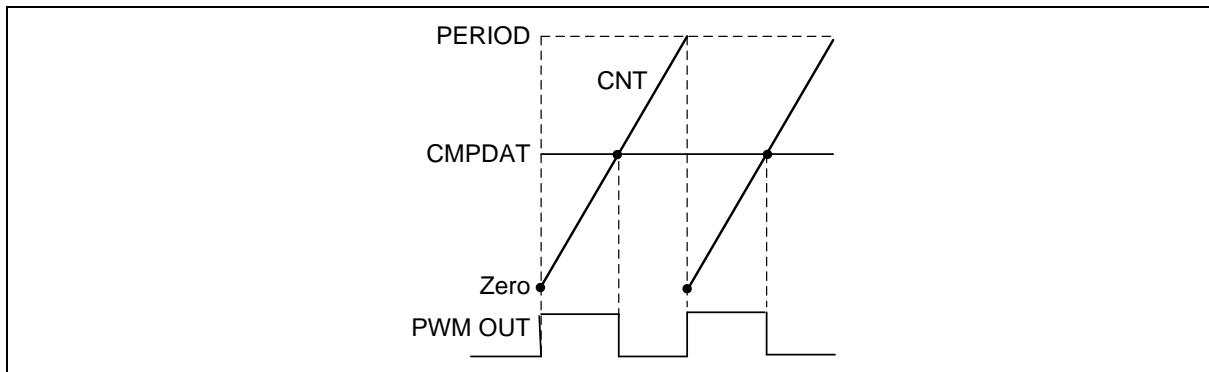 PERIOD
CNT
CMPDAT
Zero
PWM OUT